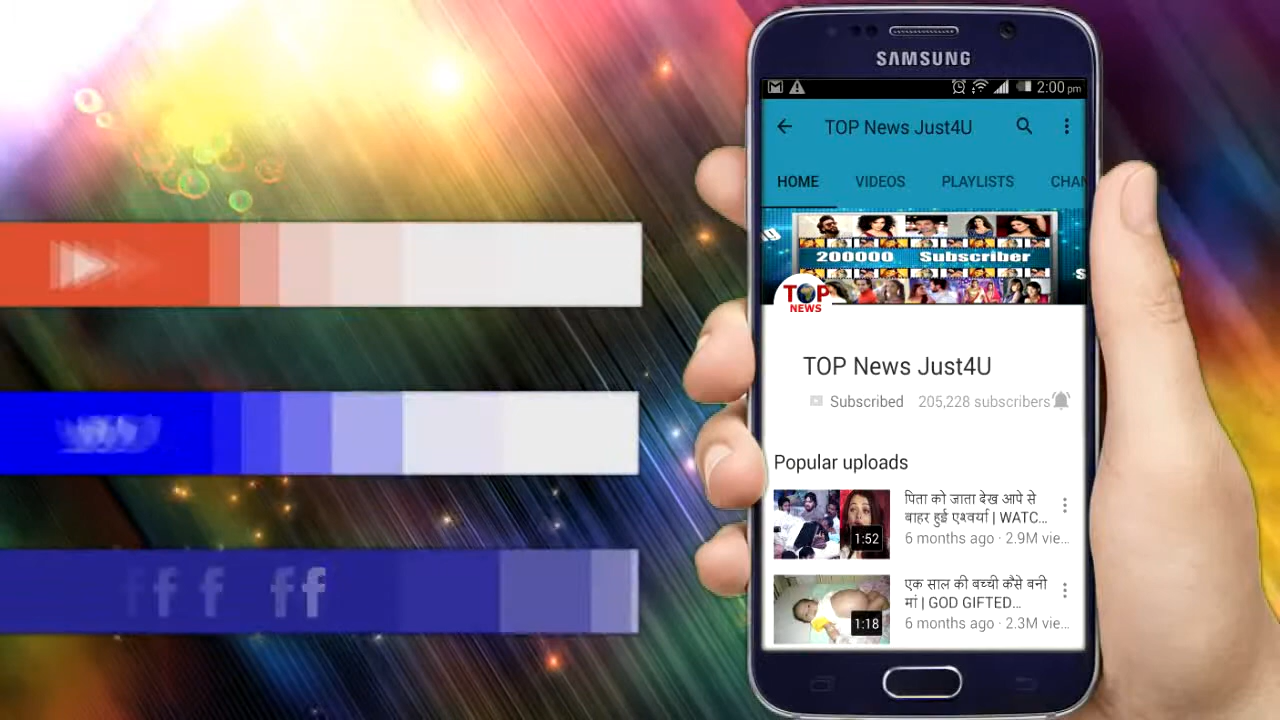 SAMSUNG
2:00 pm
TOP News Just4U
HOME VIDEOS PLAYLISTS CHAN
200000 Subscriber
TOP
NEWS
TOP News Just4U
Subscribed 205,228 subscribers
Popular uploads
पिता को जाता देख आपे से
बाहर हुई एश्वर्या | WATC...
6 months ago · 2.9M vie...
1:52
एक साल की बच्ची कैसे बनी
मां | GOD GIFTED...
6 months ago · 2.3M vie...
1:18
f f f f f